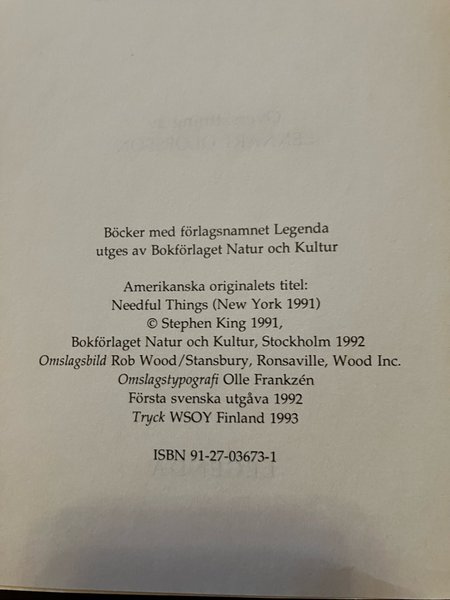 Böcker med förlagsnamnet Legenda
utges av Bokförlaget Natur och Kultur
Amerikanska originalets titel:
Needful Things (New York 1991)
© Stephen King 1991,
Bokförlaget Natur och Kultur, Stockholm 1992
Omslagsbild Rob Wood/Stansbury, Ronsaville, Wood Inc.
Omslagstypografi Olle Frankzén
Första svenska utgåva 1992
Tryck WSOY Finland 1993
ISBN 91-27-03673-1